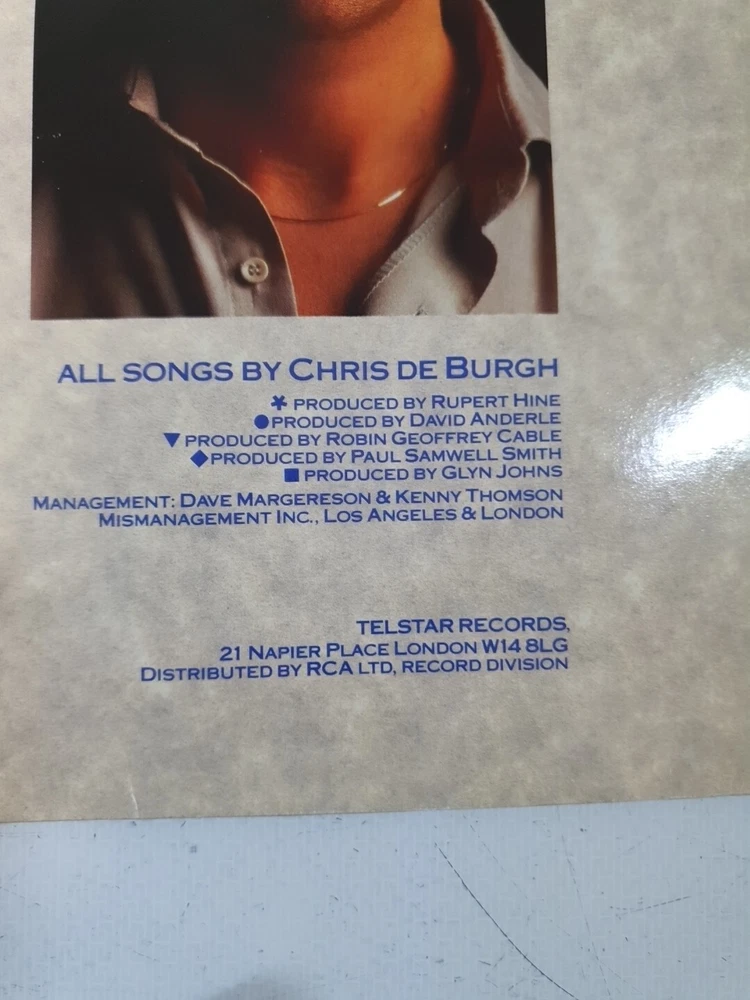 ALL SONGS BY CHRIS DE BURGH
* PRODUCED BY RUPERT HINE
●PRODUCED BY DAVID ANDERLE
▼PRODUCED BY ROBIN GEOFFREY CABLE
◆PRODUCED BY PAUL SAMWELL SMITH
■ PRODUCED BY GLYN JOHNS
MANAGEMENT: DAVE MARGERESON & KENNY THOMSON
MISMANAGEMENT INC., LOS ANGELES & LONDON
TELSTAR RECORDS,
21 NAPIER PLACE LONDON W14 8LG
DISTRIBUTED BY RCA LTD, RECORD DIVISION